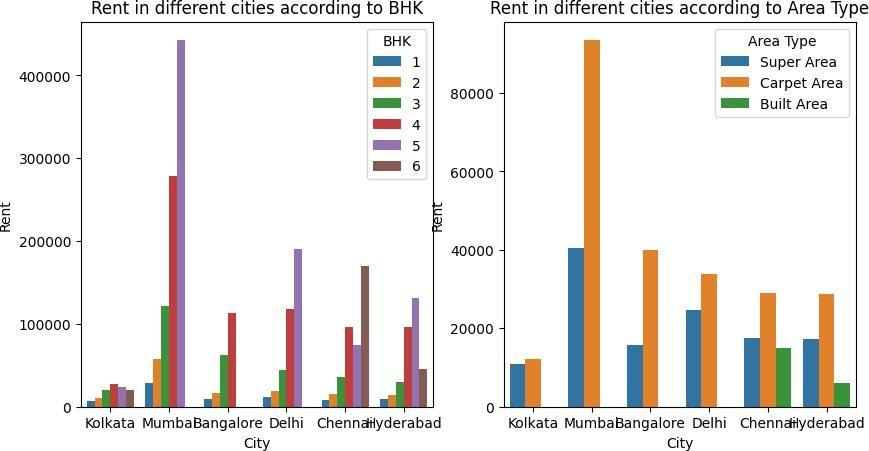 Rent in different cities according to BHK
Rent
400000
300000
200000
100000
0
BHK
1
2
3
4
5
6
Kolkata
Mumbai
Bangalore
Delhi
Chennai
Hyderabad
City
Rent in different cities according to Area Type
Rent
80000
60000
40000
20000
0
Area Type
Super Area
Carpet Area
Built Area
Kolkata
Mumbai
Bangalore
Delhi
Chennai
Hyderabad
City